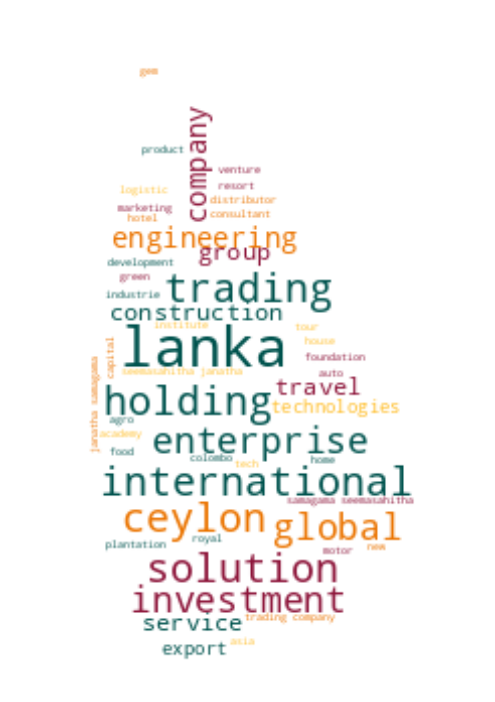 gem
company
product
venture
logistic
resort
distributor
marketing
consultant
hotel
engineering
group
development
green
trading
industrie
construction
institute
tour
lanka
house
capital
foundation
seemasahitha janatha
auto
janatha samagama
travel
holding
technologies
agro
academy
enterprise
food
colombo
tech
home
international
samagama seemasahitha
ceylon
global
plantation
royal
motor
new
solution
investment
service
trading company
export
asia